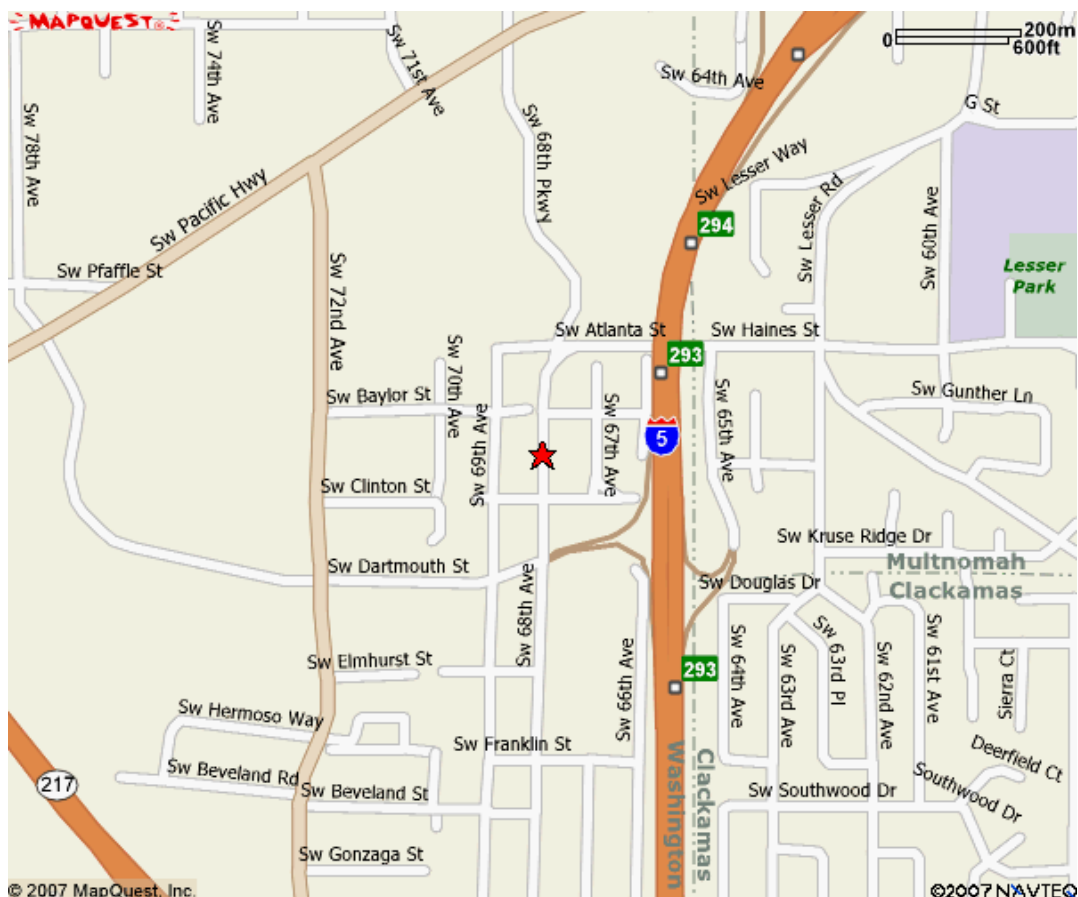 MAPQUEST
200m
0
600ft
Sw 74th Ave
Sw 71st Ave
Sw 64th Ave
G St
Sw 78th Ave
Sw 68th Pkwy
Sw Lesser Way
Sw Pacific Hwy
Sw Lesser Rd
Sw 60th Ave
294
Sw Pfaffle St
Lesser
Park
Sw 72nd Ave
Sw Atlanta St
Sw Haines St
293
Sw 70th Ave
Sw Baylor St
Sw Gunther Ln
Sw 69th Ave
Sw 67th Ave
5
Sw 65th Ave
Sw Clinton St
Sw Kruse Ridge Dr
Multnomah
Clackamas
Sw Dartmouth St
Sw Douglas Dr
Sw 68th Ave
Sw Elmhurst St
Sw 66th Ave
293
Sw 64th Ave
Sw 63rd Ave
Sw 63rd Pl
Sw 62nd Ave
Sw 61st Ave
Sierra Ct
Sw Hermoso Way
Sw Franklin St
Washington
Clackamas
Deerfield Ct
217
Sw Beveland Rd
Sw Beveland St
Sw Southwood Dr
Southwood Dr
Sw Gonzaga St
© 2007 MapQuest, Inc.
©2007 NAVTEQ